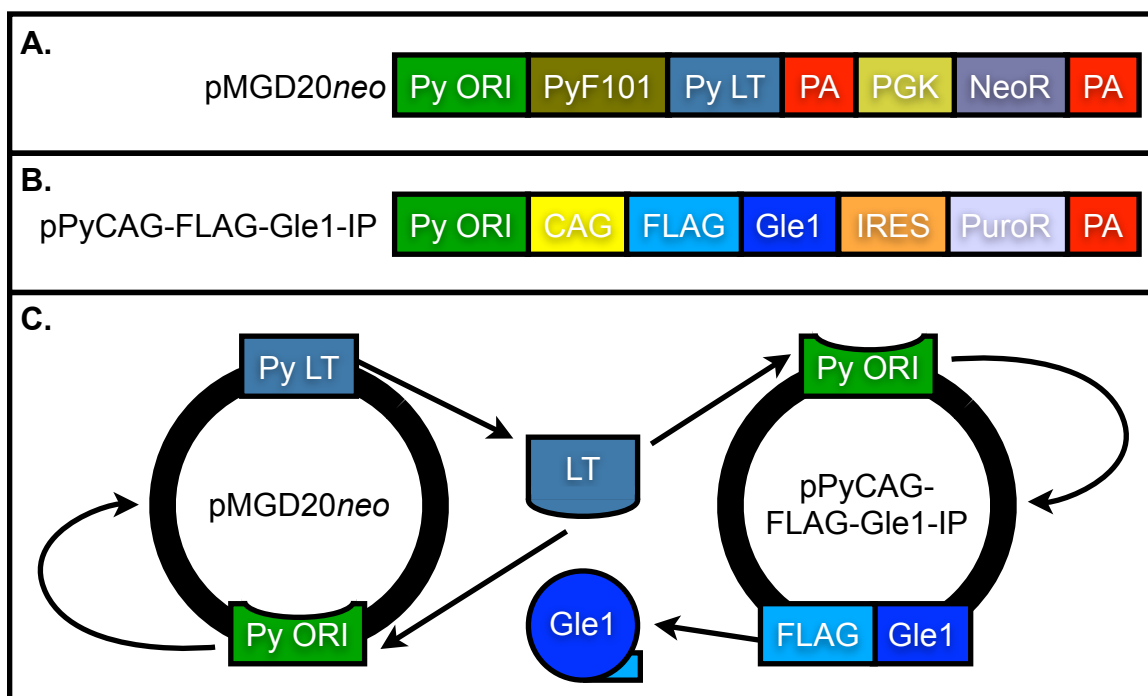 A.
pMGD20neo
Py ORI PyF101 Py LT PA PGK NeoR PA
B.
pPyCAG-FLAG-Gle1-IP
Py ORI CAG FLAG Gle1 IRES PuroR PA
C.
Py LT
pMGD20neo
Py ORI
LT
Gle1
Py ORI
pPyCAG-
FLAG-Gle1-IP
FLAG Gle1